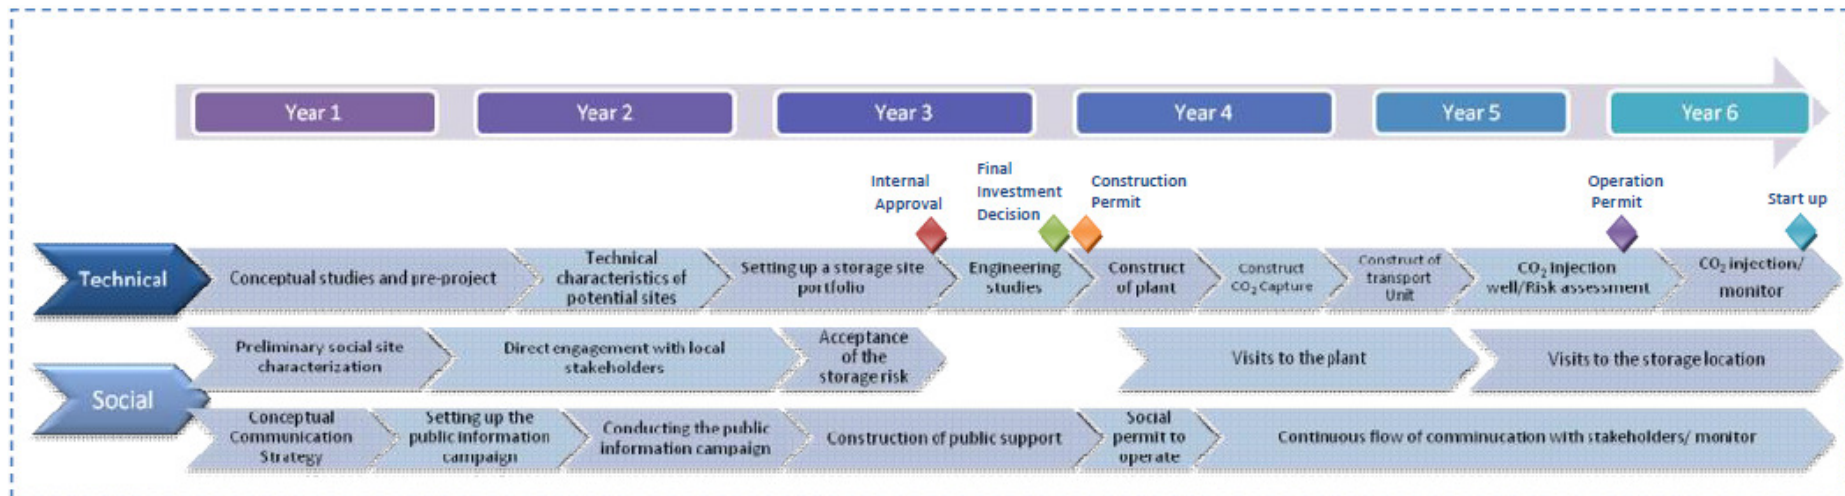 Year 1
Year 2
Year 3
Year 4
Year 5
Year 6
Internal
Approval
Final
Investment
Decision
Construction
Permit
Operation
Permit
Start up
Technical
Conceptual studies and pre-project
Technical
characteristics of
potential sites
Setting up a storage site
portfolio
Engineering
studies
Construct
of plant
Construct
CO₂ Capture
Construct of
transport
Unit
CO₂ injection
well/Risk assessment
CO₂ injection/
monitor
Social
Preliminary social site
characterization
Direct engagement with local
stakeholders
Acceptance
of the
storage risk
Visits to the plant
Visits to the storage location
Conceptual
Communication
Strategy
Setting up the
public information
campaign
Conducting the public
information campaign
Construction of public support
Social
permit to
operate
Continuous flow of comminucation with stakeholders/ monitor